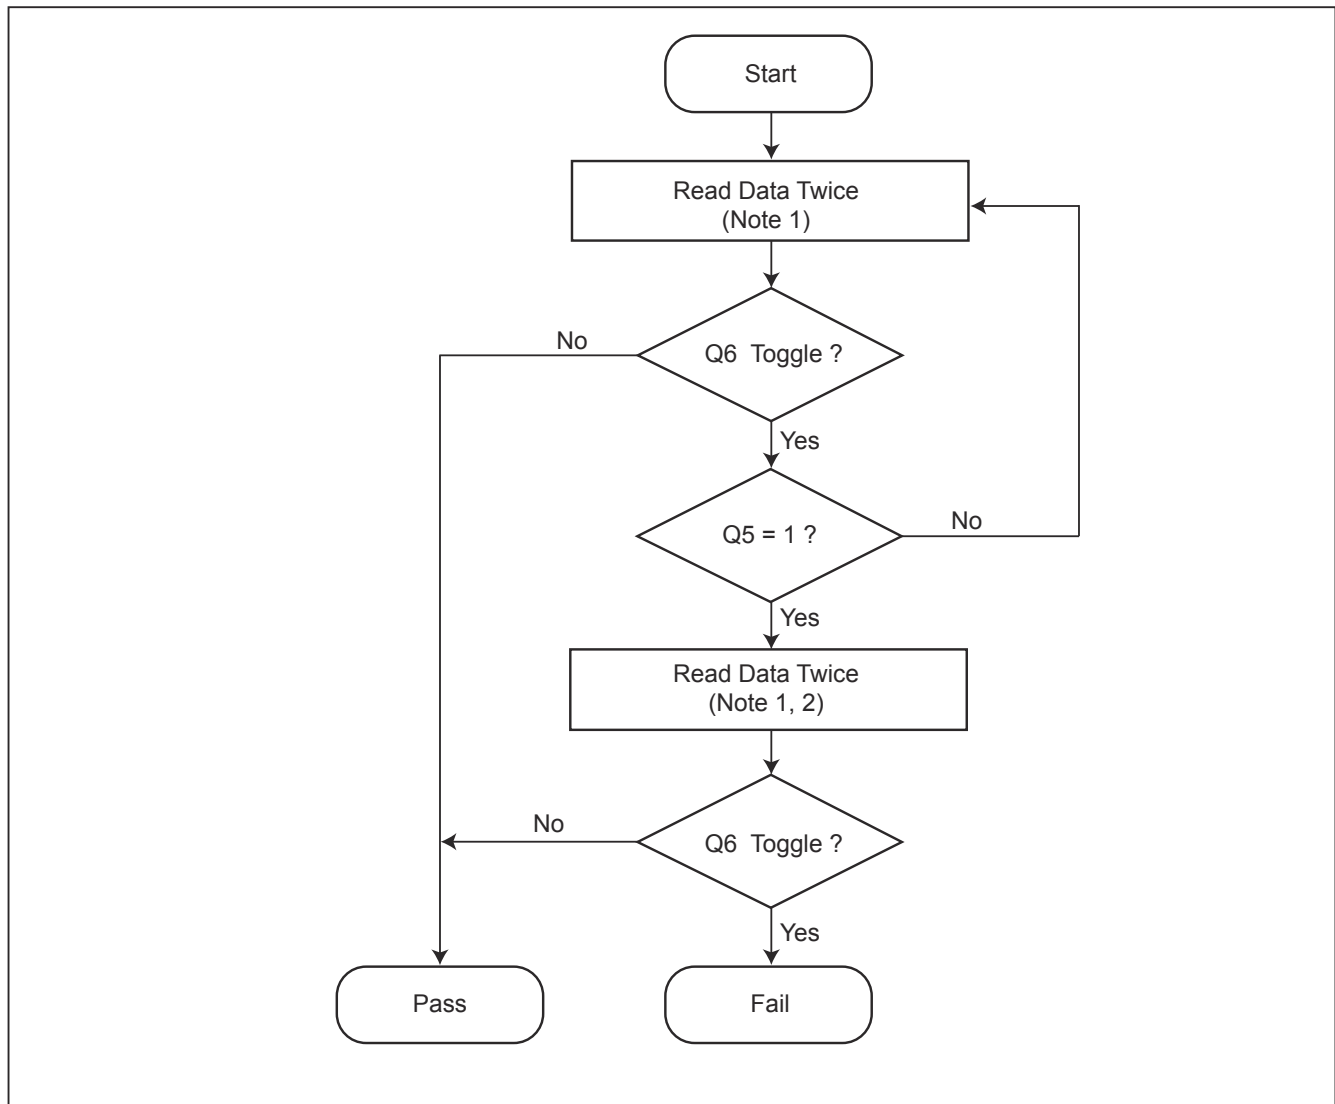 Start
Read Data Twice
(Note 1)
No
Q6 Toggle ?
Yes
Q5 = 1 ?
No
Yes
Read Data Twice
(Note 1, 2)
No
Q6 Toggle ?
Yes
Pass
Fail